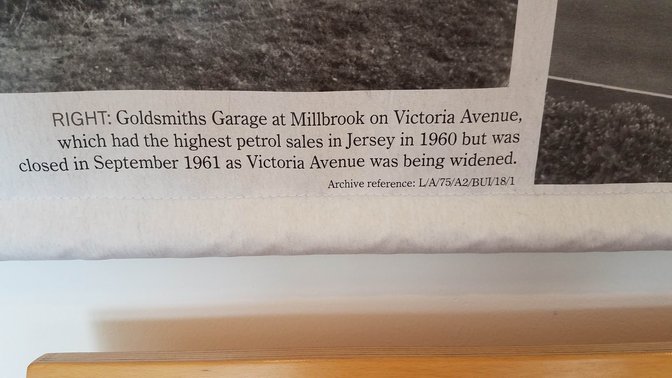 RIGHT: Goldsmiths Garage at Millbrook on Victoria Avenue,
which had the highest petrol sales in Jersey in 1960 but was
closed in September 1961 as Victoria Avenue was being widened.
Archive reference: L/A/75/A2/BUI/18/1